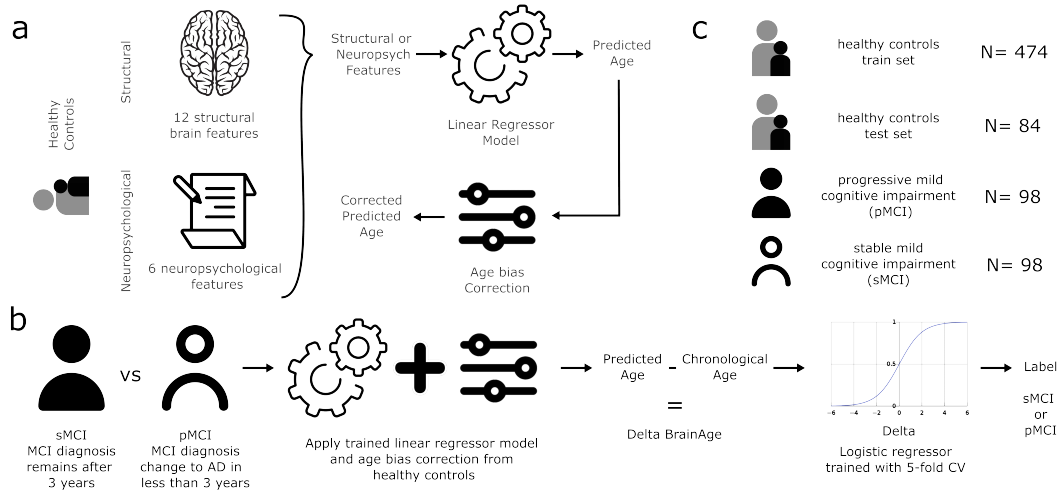 a
Healthy
Controls
Structural
12 structural
brain features
Neuropsychological
6 neuropsychological
features
Structural or
Neuropsych
Features
Linear Regressor
Model
Predicted
Age
Age bias
Correction
Corrected
Predicted
Age
c
healthy controls
train set
N= 474
healthy controls
test set
N= 84
progressive mild
cognitive impairment
(pMCI)
N= 98
stable mild
cognitive impairment
(sMCI)
N= 98
b
vs
sMCI
MCI diagnosis
remains after
3 years
pMCI
MCI diagnosis
change to AD in
less than 3 years
Apply trained linear regressor model
and age bias correction from
healthy controls
Predicted
Age
-
Chronological
Age
=
Delta BrainAge
1
0.5
-6 -4 -2 0 2 4 6
Delta
Logistic regressor
trained with 5-fold CV
Label
sMCI
or
pMCI